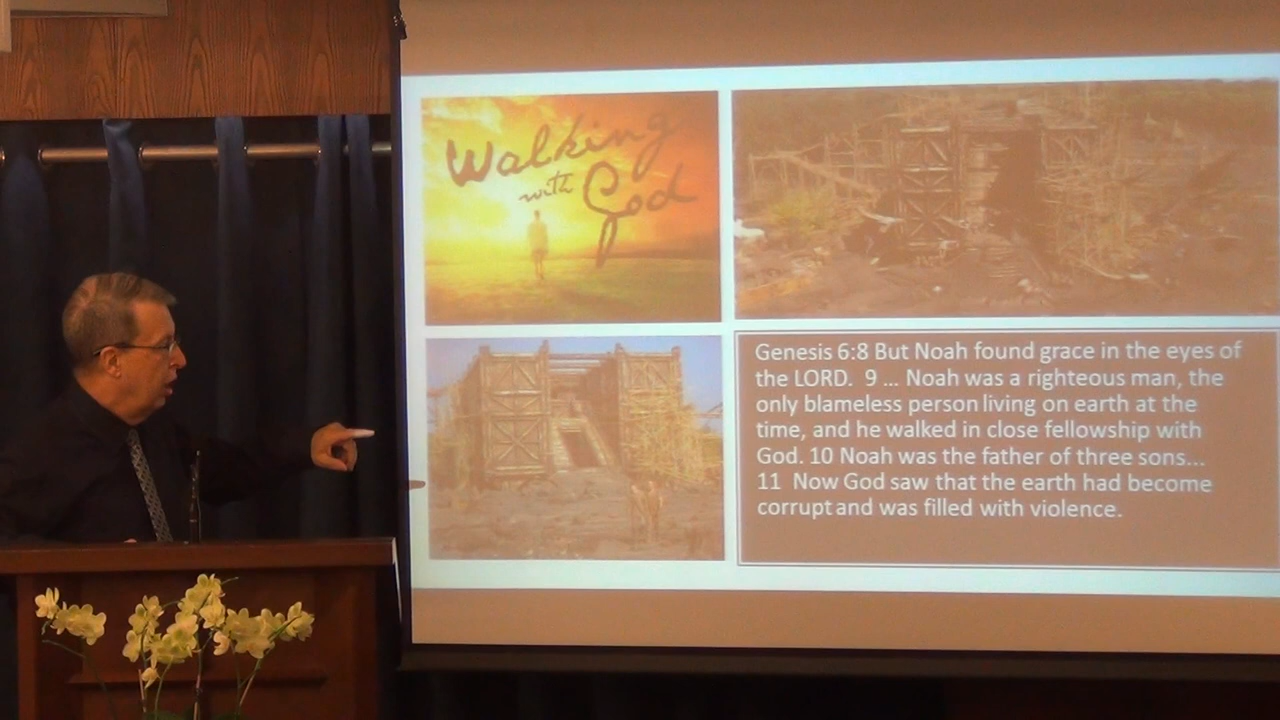 Walking
with God
Genesis 6:8 But Noah found grace in the eyes of
the LORD.  9 ... Noah was a righteous man, the
only blameless person living on earth at the
time, and he walked in close fellowship with
God. 10 Noah was the father of three sons...
11  Now God saw that the earth had become
corrupt and was filled with violence.